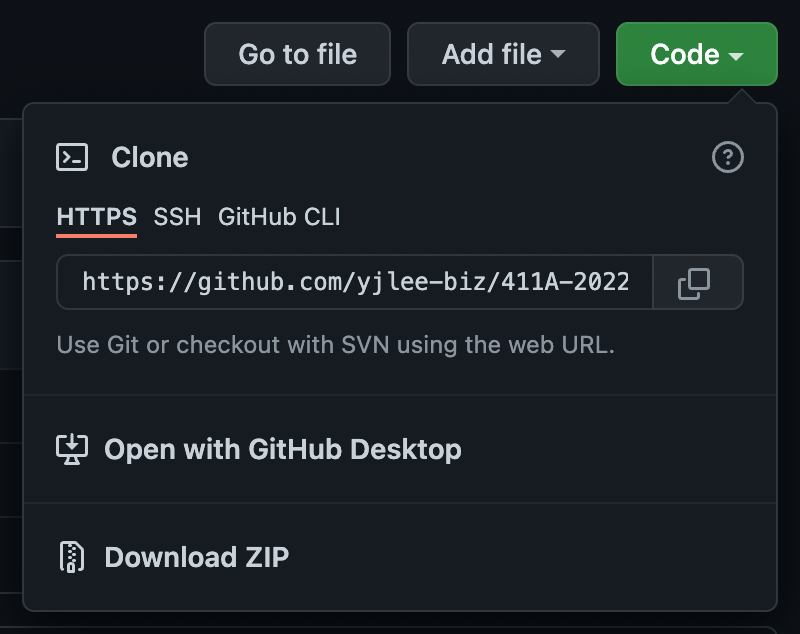 Go to file Add file Code
Clone
HTTPS SSH GitHub CLI
https://github.com/yjlee-biz/411A-2022
Use Git or checkout with SVN using the web URL.
Open with GitHub Desktop
Download ZIP